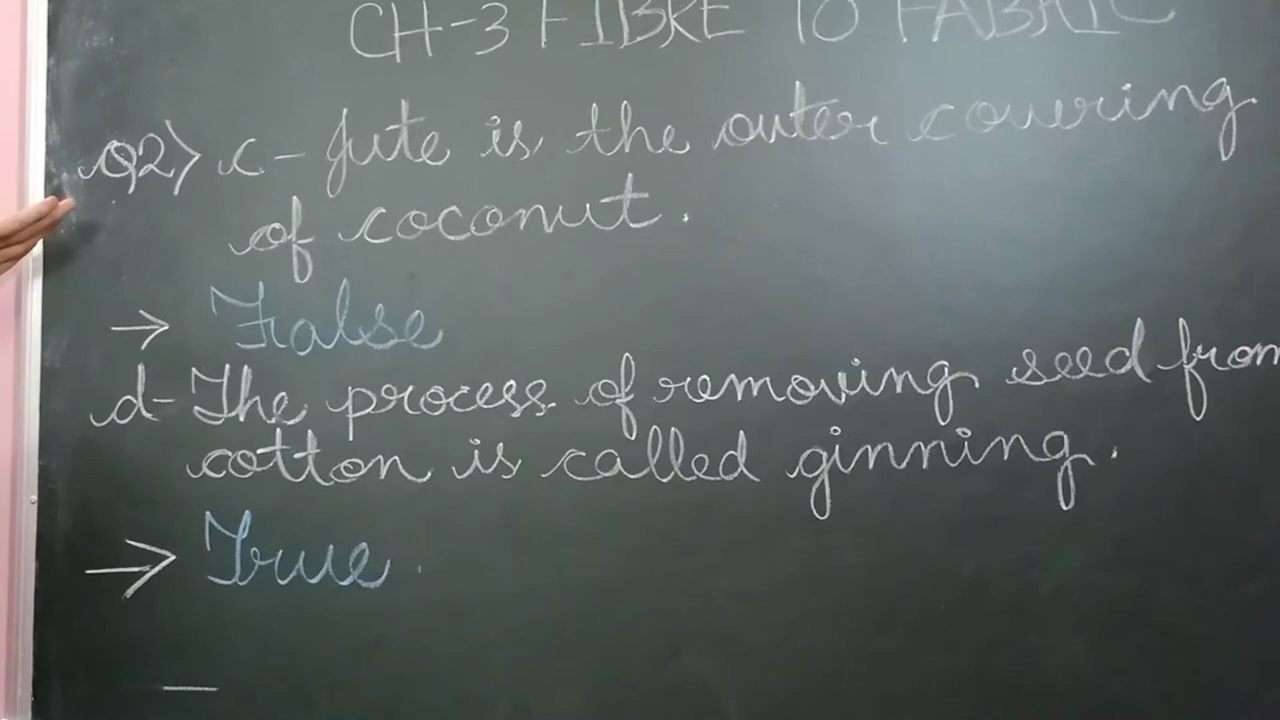 CH-3 FIBRE TO FABRIC
Q2) c- Jute is the outer covering
of coconut.
→ False
d- The process of removing seed from
cotton is called ginning.
→ True